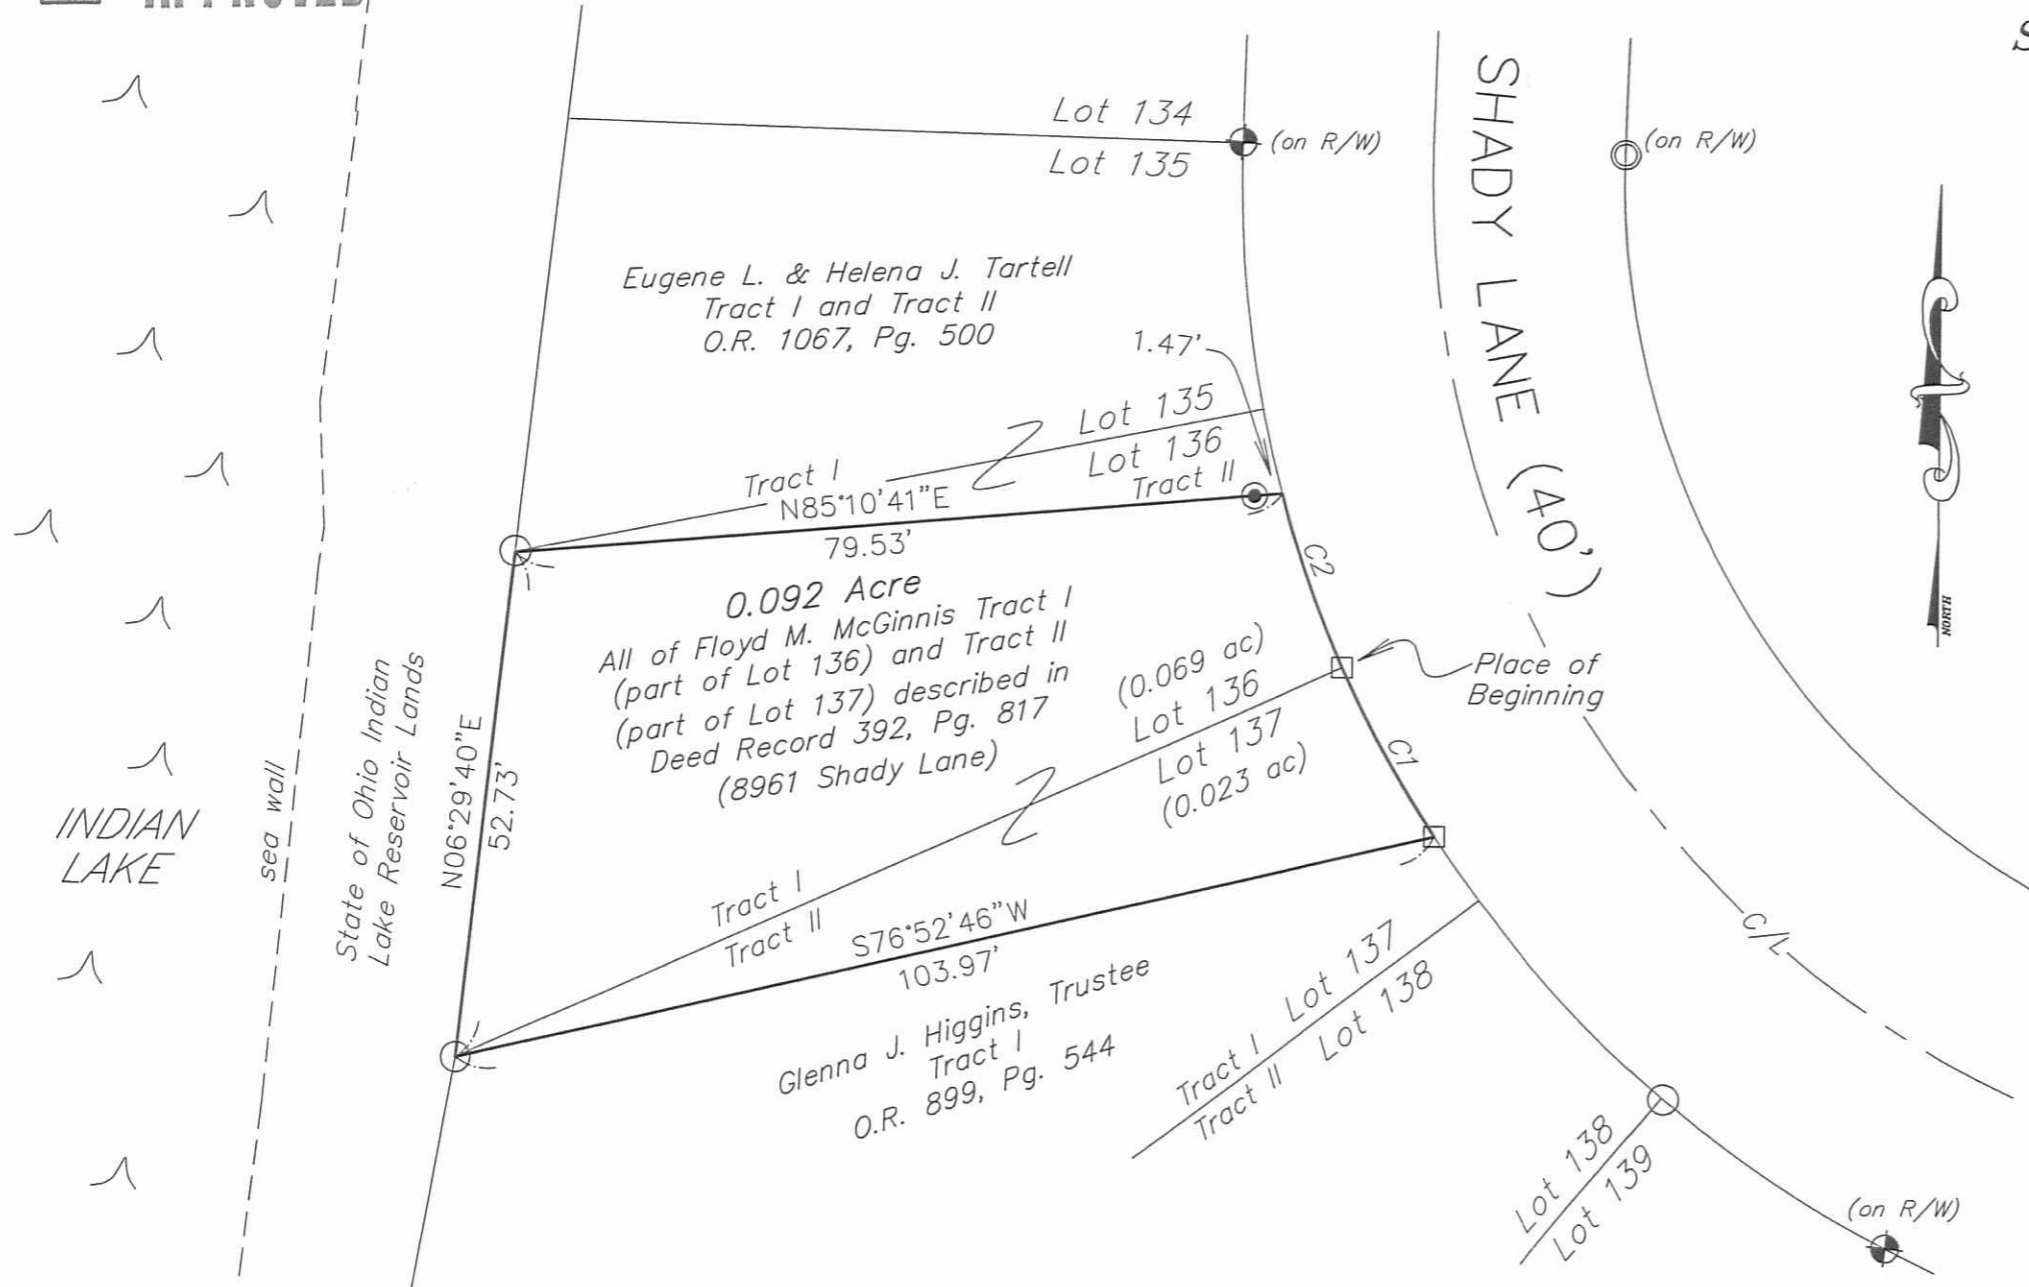 APPROVED
S
Lot 134
(on R/W)
Lot 135
(on R/W)
SHADY LANE (40')
Eugene L. & Helena J. Tartell
Tract I and Tract II
O.R. 1067, Pg. 500
1.47'
Lot 135
Lot 136
Tract I
Tract II
N85°10'41"E
79.53'
0.092 Acre
All of Floyd M. McGinnis Tract I
(part of Lot 136) and Tract II
(part of Lot 137) described in
Deed Record 392, Pg. 817
(8961 Shady Lane)
C2
(0.069 ac)
Lot 136
Lot 137
(0.023 ac)
Place of
Beginning
C1
NORTH
INDIAN
LAKE
sea wall
State of Ohio Indian
Lake Reservoir Lands
N06°29'40"E
52.73'
Tract I
Tract II
S76°52'46"W
103.97'
Glenna J. Higgins, Trustee
Tract I
O.R. 899, Pg. 544
Tract I Lot 137
Tract II Lot 138
C/L
Lot 138
Lot 139
(on R/W)